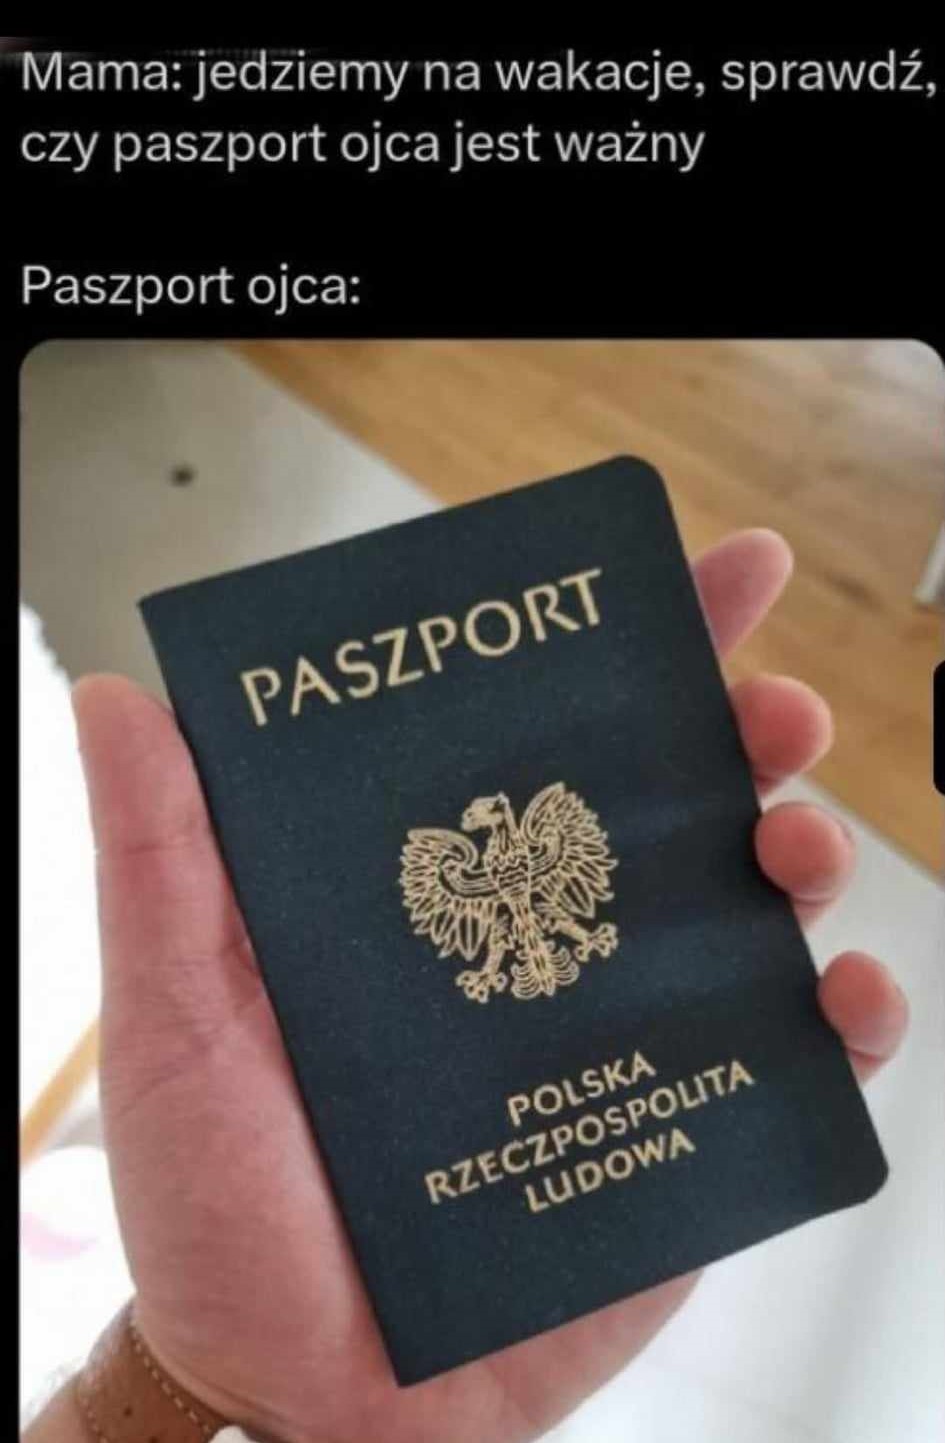 Mama: jedziemy na wakacje, sprawdź,
czy paszport ojca jest ważny
Paszport ojca:
PASZPORT
POLSKA
RZECZPOSPOLITA
LUDOWA